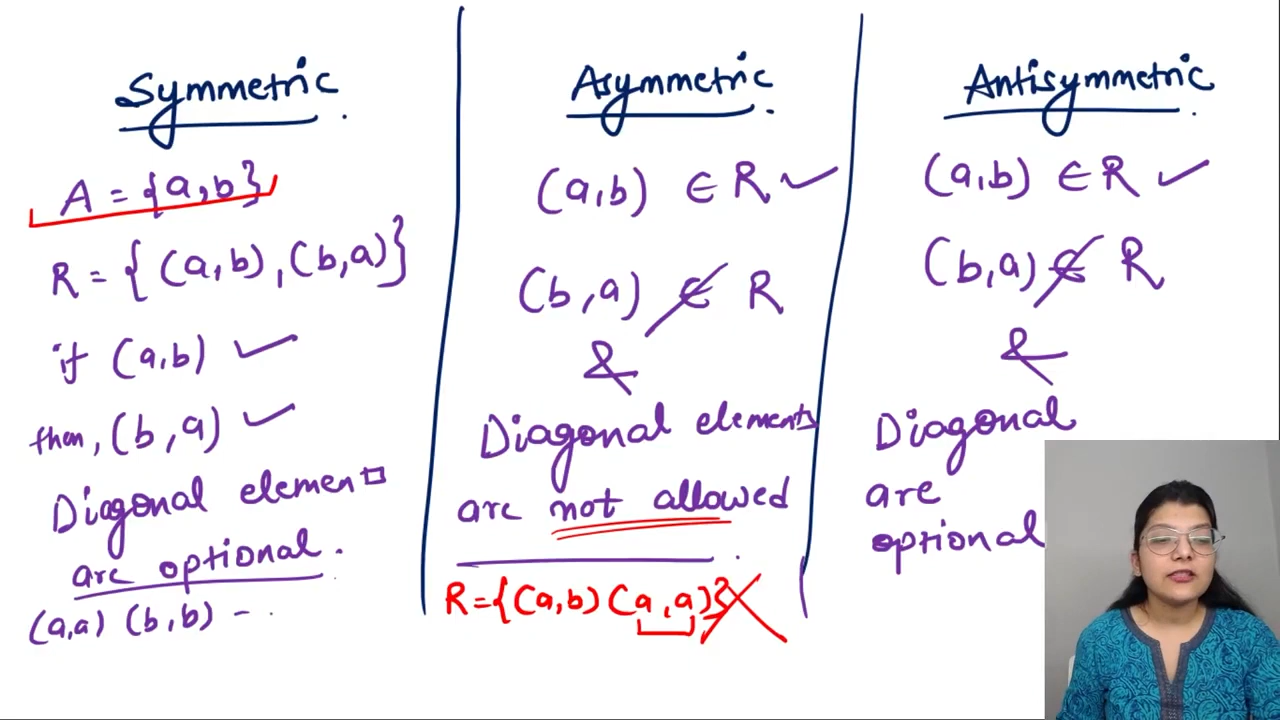 Symmetric.
A = {a,b}
R = { (a,b), (b,a)}
if (a,b) ✓
then, (b,a) ✓
Diagonal elements
are optional.
(a,a) (b,b) -
Asymmetric.
(a,b) ∈ R ✓
(b,a) ∉ R
&
Diagonal elements
are not allowed
R={(a,b) (a,a)}
Antisymmetric.
(a,b) ∈ R ✓
(b,a) ∉ R
&
Diagonal
are
optional